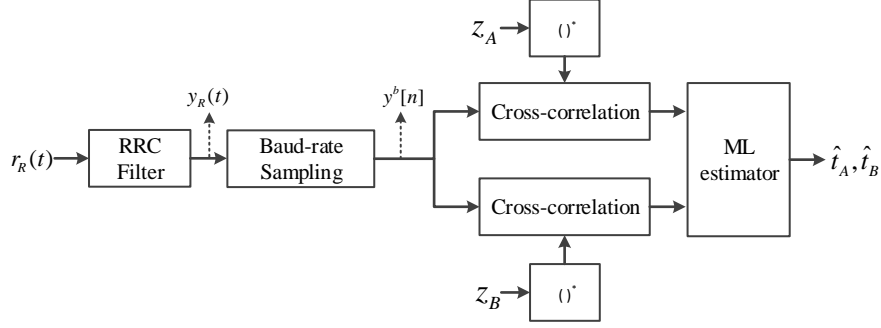 z_A
( )*
y_R(t)
y^b[n]
Cross-correlation
r_R(t)
RRC
Filter
Baud-rate
Sampling
ML
estimator
t̂_A, t̂_B
Cross-correlation
z_B
( )*